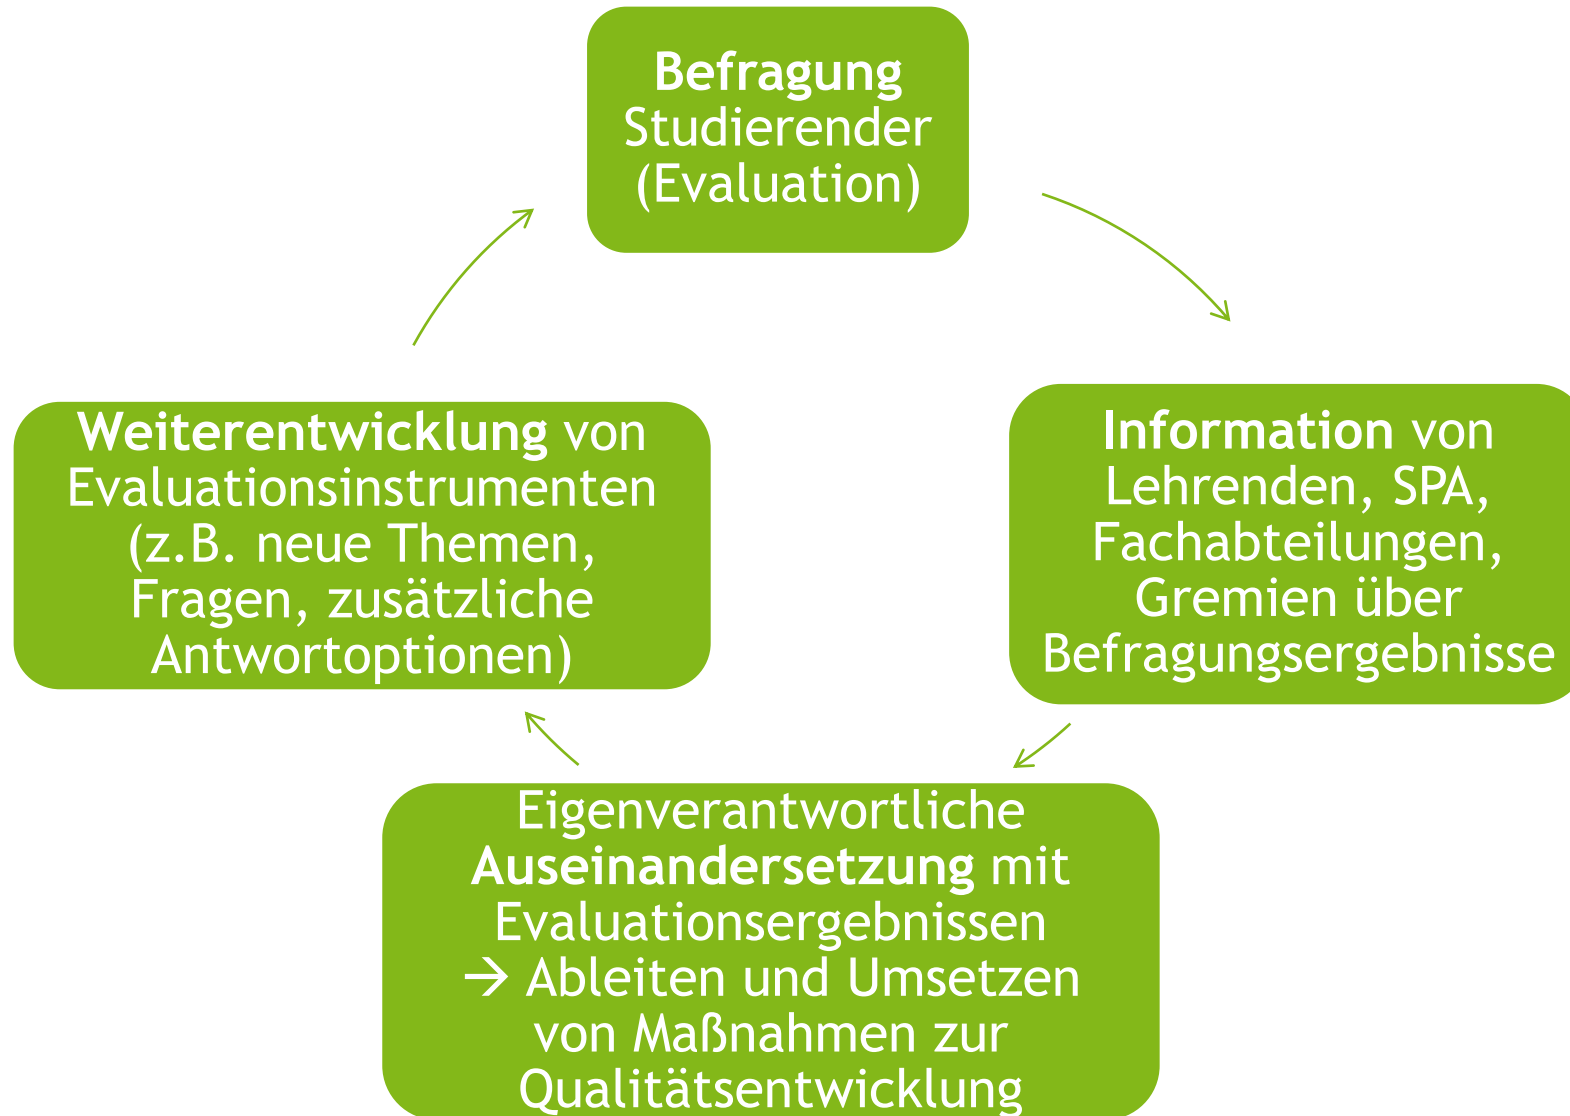 Befragung
Studierender
(Evaluation)
Information von
Lehrenden, SPA,
Fachabteilungen,
Gremien über
Befragungsergebnisse
Eigenverantwortliche
Auseinandersetzung mit
Evaluationsergebnissen
→ Ableiten und Umsetzen
von Maßnahmen zur
Qualitätsentwicklung
Weiterentwicklung von
Evaluationsinstrumenten
(z.B. neue Themen,
Fragen, zusätzliche
Antwortoptionen)